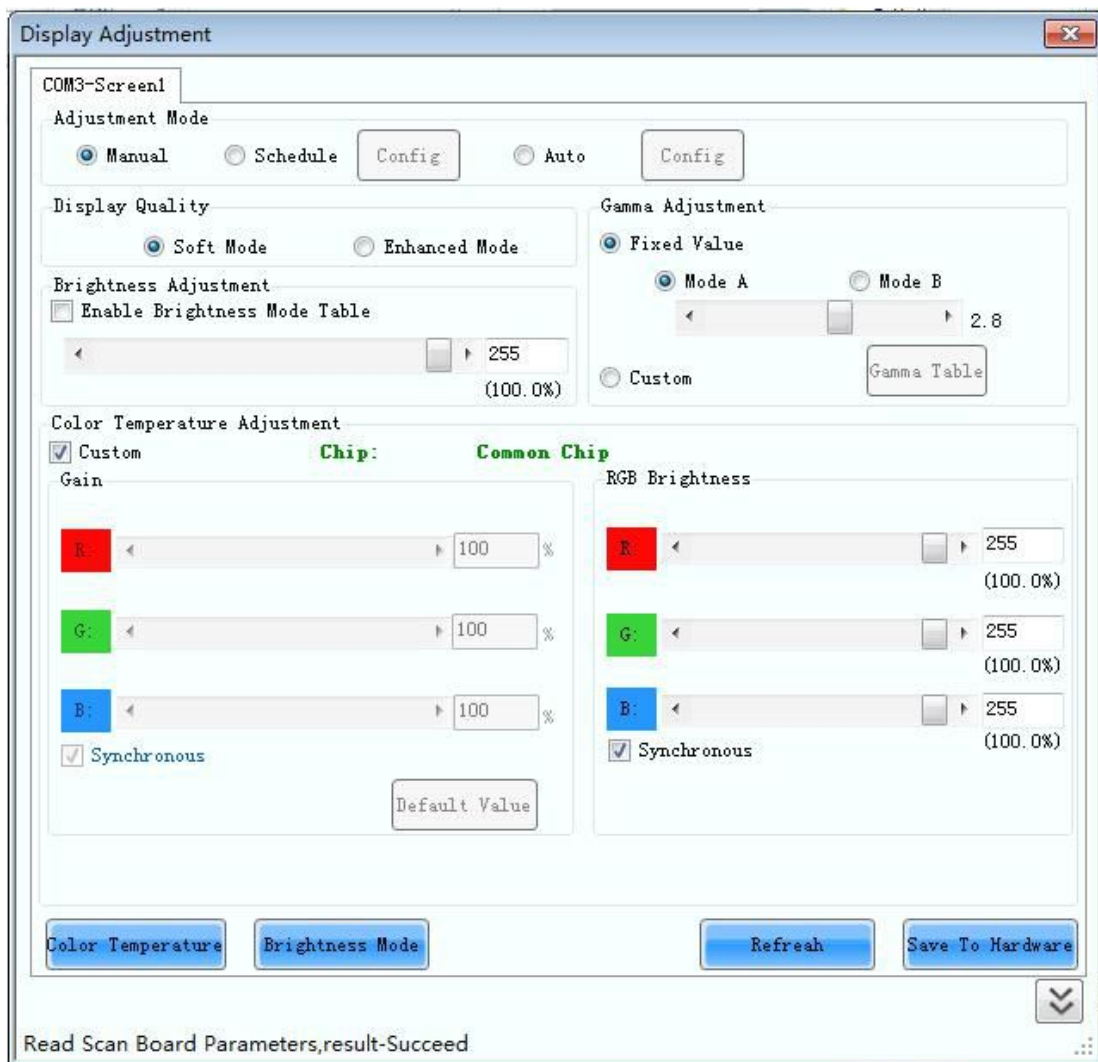 Display Adjustment
COM3-Screen1
Adjustment Mode
Manual Schedule Config Auto Config
Display Quality
Soft Mode Enhanced Mode
Gamma Adjustment
Fixed Value
Mode A Mode B
2.8
Custom Gamma Table
Brightness Adjustment
Enable Brightness Mode Table
255
(100.0%)
Color Temperature Adjustment
Custom Chip: Common Chip
Gain
R: 100 %
G: 100 %
B: 100 %
Synchronous
Default Value
RGB Brightness
R: 255
(100.0%)
G: 255
(100.0%)
B: 255
(100.0%)
Synchronous
Color Temperature Brightness Mode Refreah Save To Hardware
Read Scan Board Parameters,result-Succeed